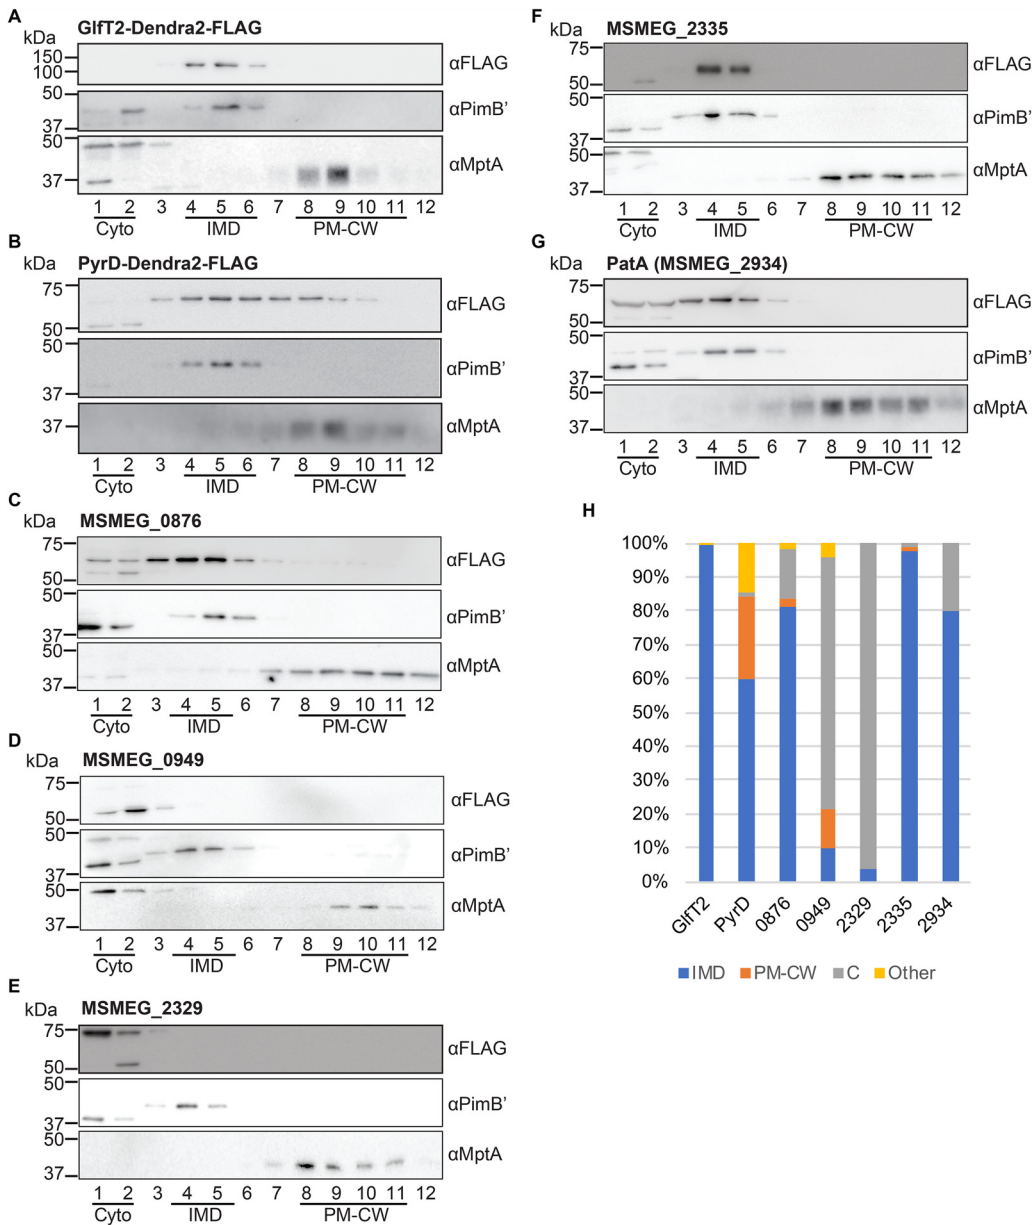 A
GlfT2-Dendra2-FLAG
kDa
150
100
αFLAG
50
37
αPimB’
50
37
αMptA
1 2 3 4 5 6 7 8 9 10 11 12
Cyto IMD PM-CW
B
kDa
PyrD-Dendra2-FLAG
75
50
αFLAG
50
37
αPimB’
37
αMptA
1 2 3 4 5 6 7 8 9 10 11 12
Cyto IMD PM-CW
C
kDa
MSMEG_0876
75
50
αFLAG
50
37
αPimB’
50
37
αMptA
1 2 3 4 5 6 7 8 9 10 11 12
Cyto IMD PM-CW
D
kDa
MSMEG_0949
75
50
αFLAG
50
37
αPimB’
50
37
αMptA
1 2 3 4 5 6 7 8 9 10 11 12
Cyto IMD PM-CW
E
kDa
MSMEG_2329
75
50
αFLAG
50
37
αPimB’
50
37
αMptA
1 2 3 4 5 6 7 8 9 10 11 12
Cyto IMD PM-CW
F
kDa
MSMEG_2335
75
50
αFLAG
50
37
αPimB’
50
37
αMptA
1 2 3 4 5 6 7 8 9 10 11 12
Cyto IMD PM-CW
G
kDa
PatA (MSMEG_2934)
75
50
αFLAG
50
37
αPimB’
50
37
αMptA
1 2 3 4 5 6 7 8 9 10 11 12
Cyto IMD PM-CW
H
100%
90%
80%
70%
60%
50%
40%
30%
20%
10%
0%
GlfT2 PyrD 0876 0949 2329 2335 2934
IMD PM-CW C Other